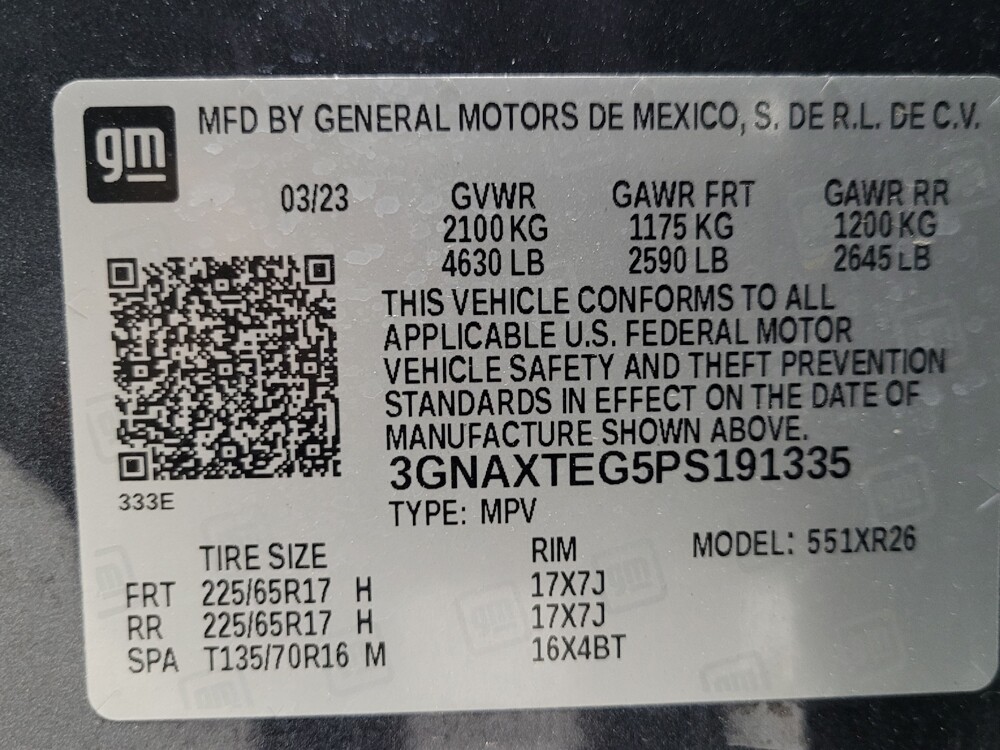 gm
MFD BY GENERAL MOTORS DE MEXICO, S. DE R.L. DE C.V.
03/23 GVWR GAWR FRT GAWR RR
2100 KG 1175 KG 1200 KG
4630 LB 2590 LB 2645 LB
THIS VEHICLE CONFORMS TO ALL
APPLICABLE U.S. FEDERAL MOTOR
VEHICLE SAFETY AND THEFT PREVENTION
STANDARDS IN EFFECT ON THE DATE OF
MANUFACTURE SHOWN ABOVE.
3GNAXTEG5PS191335
333E
TYPE: MPV
TIRE SIZE RIM MODEL: 551XR26
FRT 225/65R17 H 17X7J
RR 225/65R17 H 17X7J
SPA T135/70R16 M 16X4BT